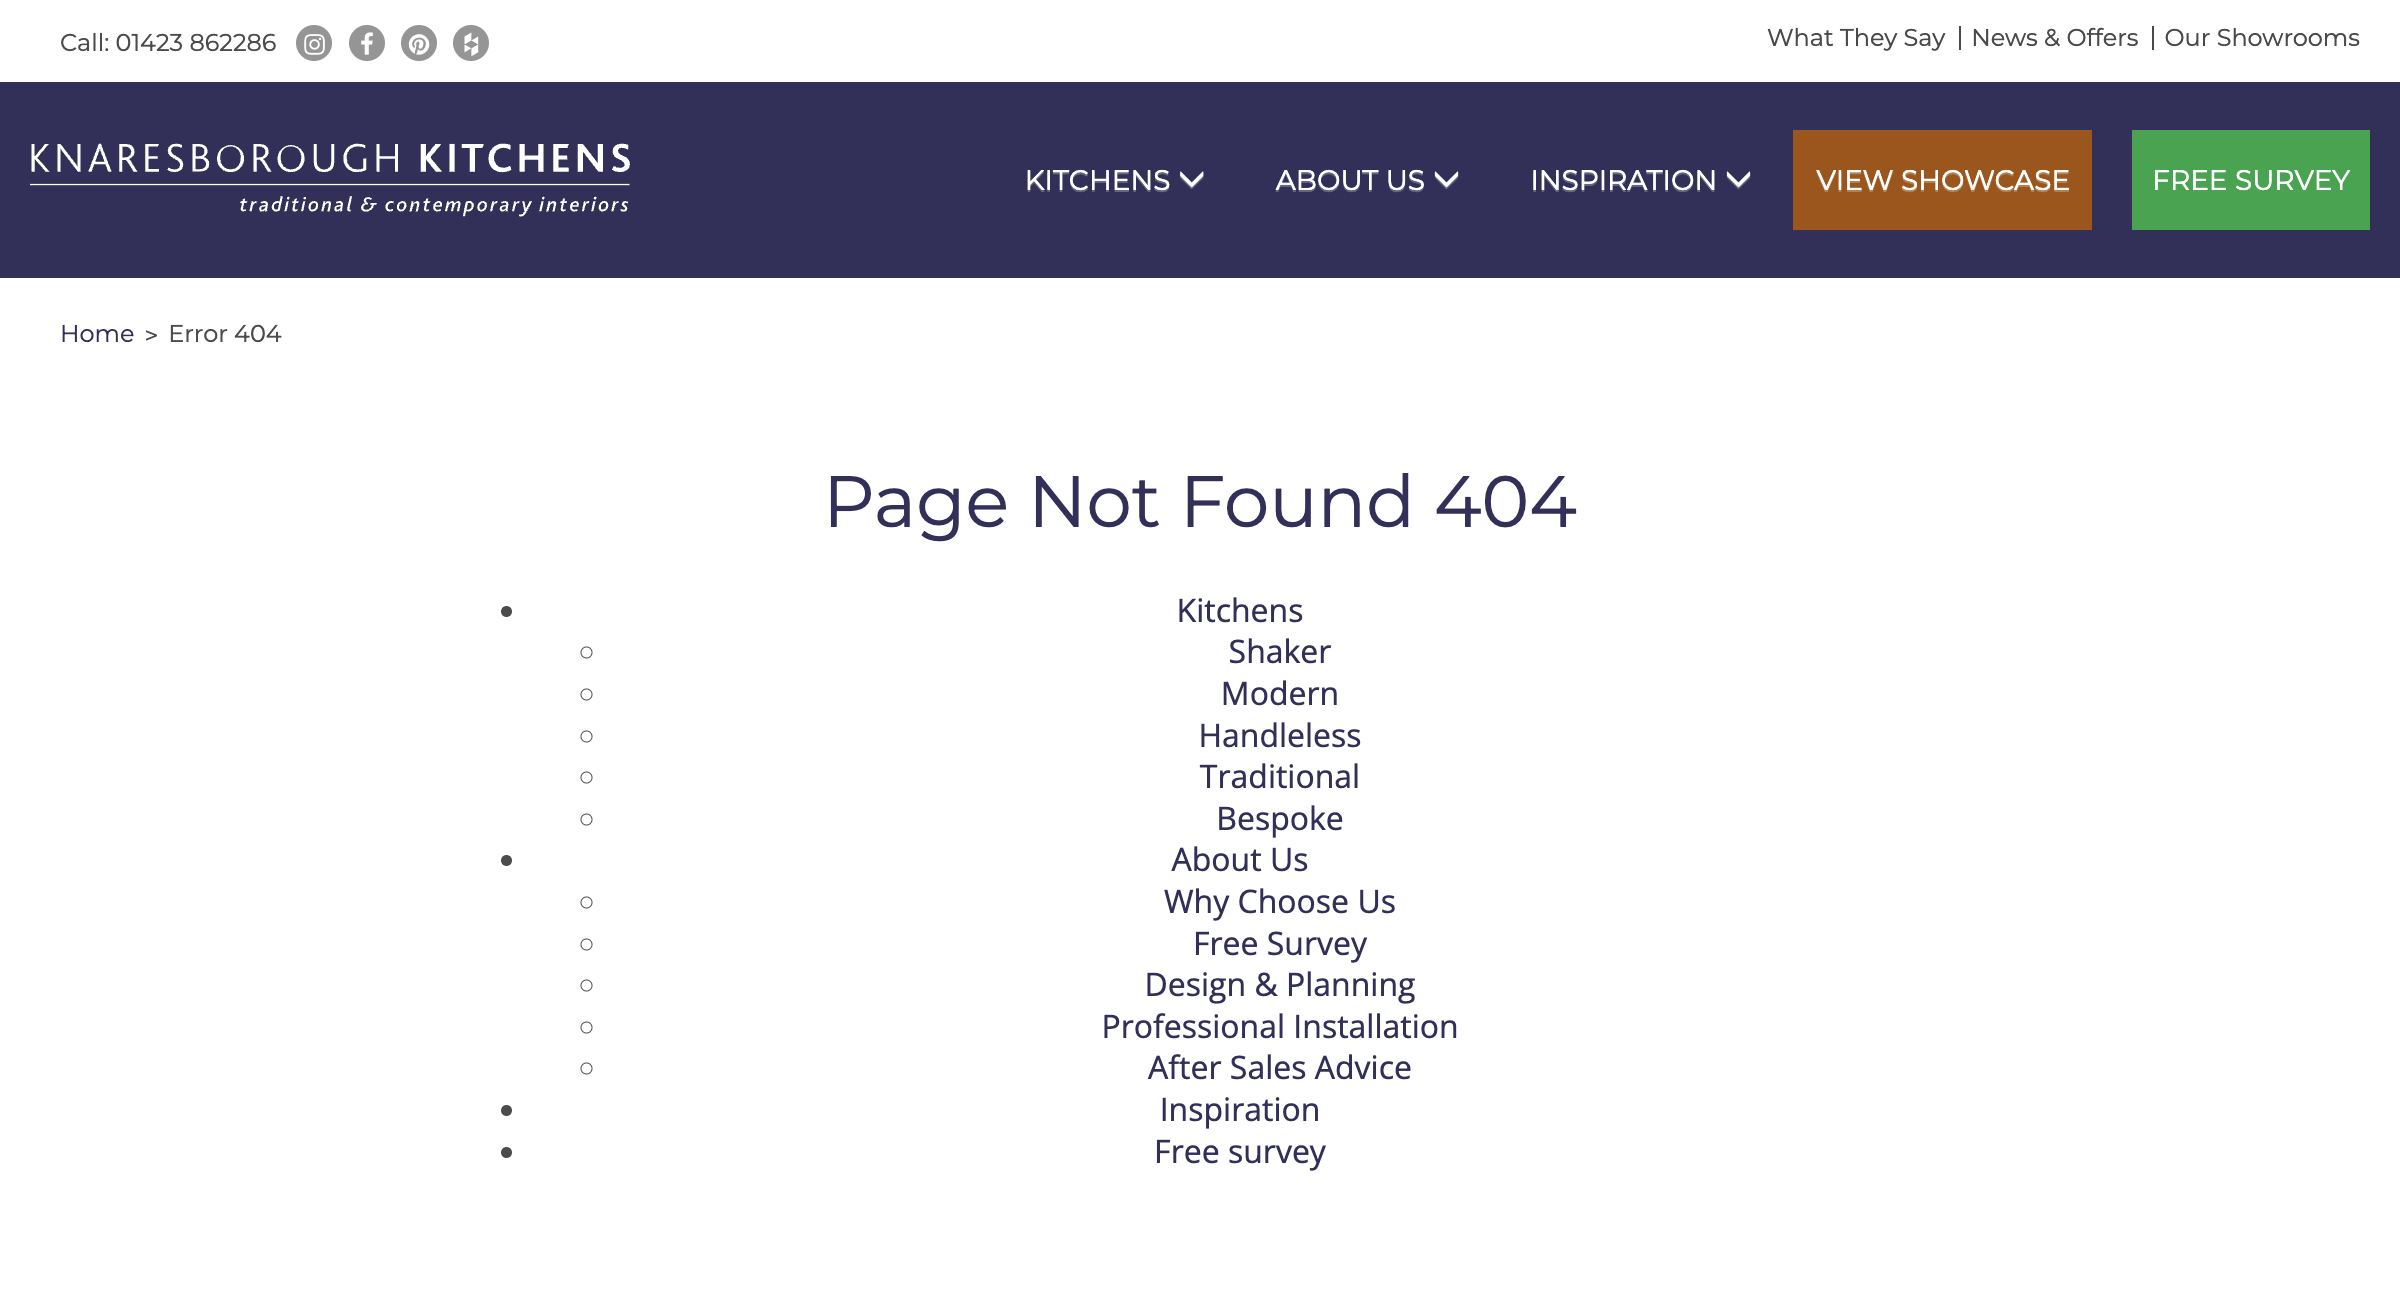 Call: 01423 862286
What They Say | News & Offers | Our Showrooms
KNARESBOROUGH KITCHENS
traditional & contemporary interiors
KITCHENS
ABOUT US
INSPIRATION
VIEW SHOWCASE
FREE SURVEY
Home > Error 404
Page Not Found 404
Kitchens
Shaker
Modern
Handleless
Traditional
Bespoke
About Us
Why Choose Us
Free Survey
Design & Planning
Professional Installation
After Sales Advice
Inspiration
Free survey